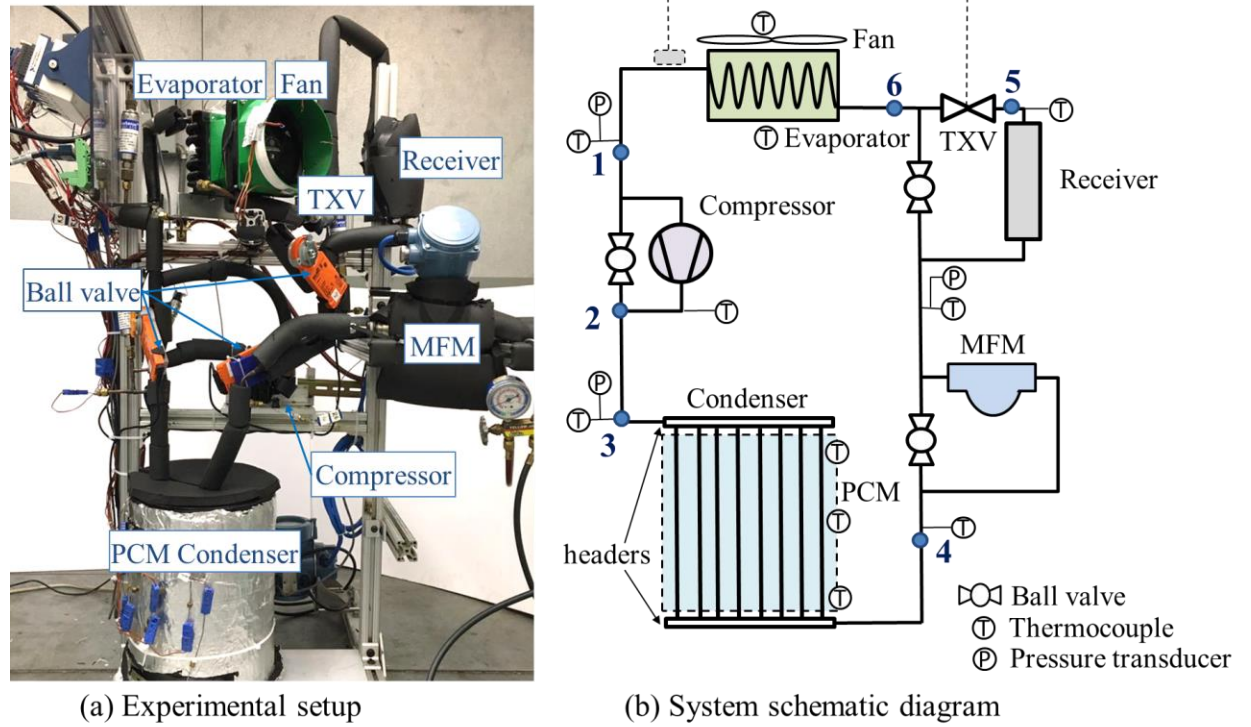 Evaporator
Fan
Receiver
TXV
Ball valve
MFM
Compressor
PCM Condenser
(a) Experimental setup
T
Fan
6
5
T
P
T
T
Evaporator
TXV
1
Receiver
Compressor
2
T
P
T
MFM
P
T
3
Condenser
T
PCM
T
headers
T
4
T
Ball valve
T
Thermocouple
P
Pressure transducer
(b) System schematic diagram